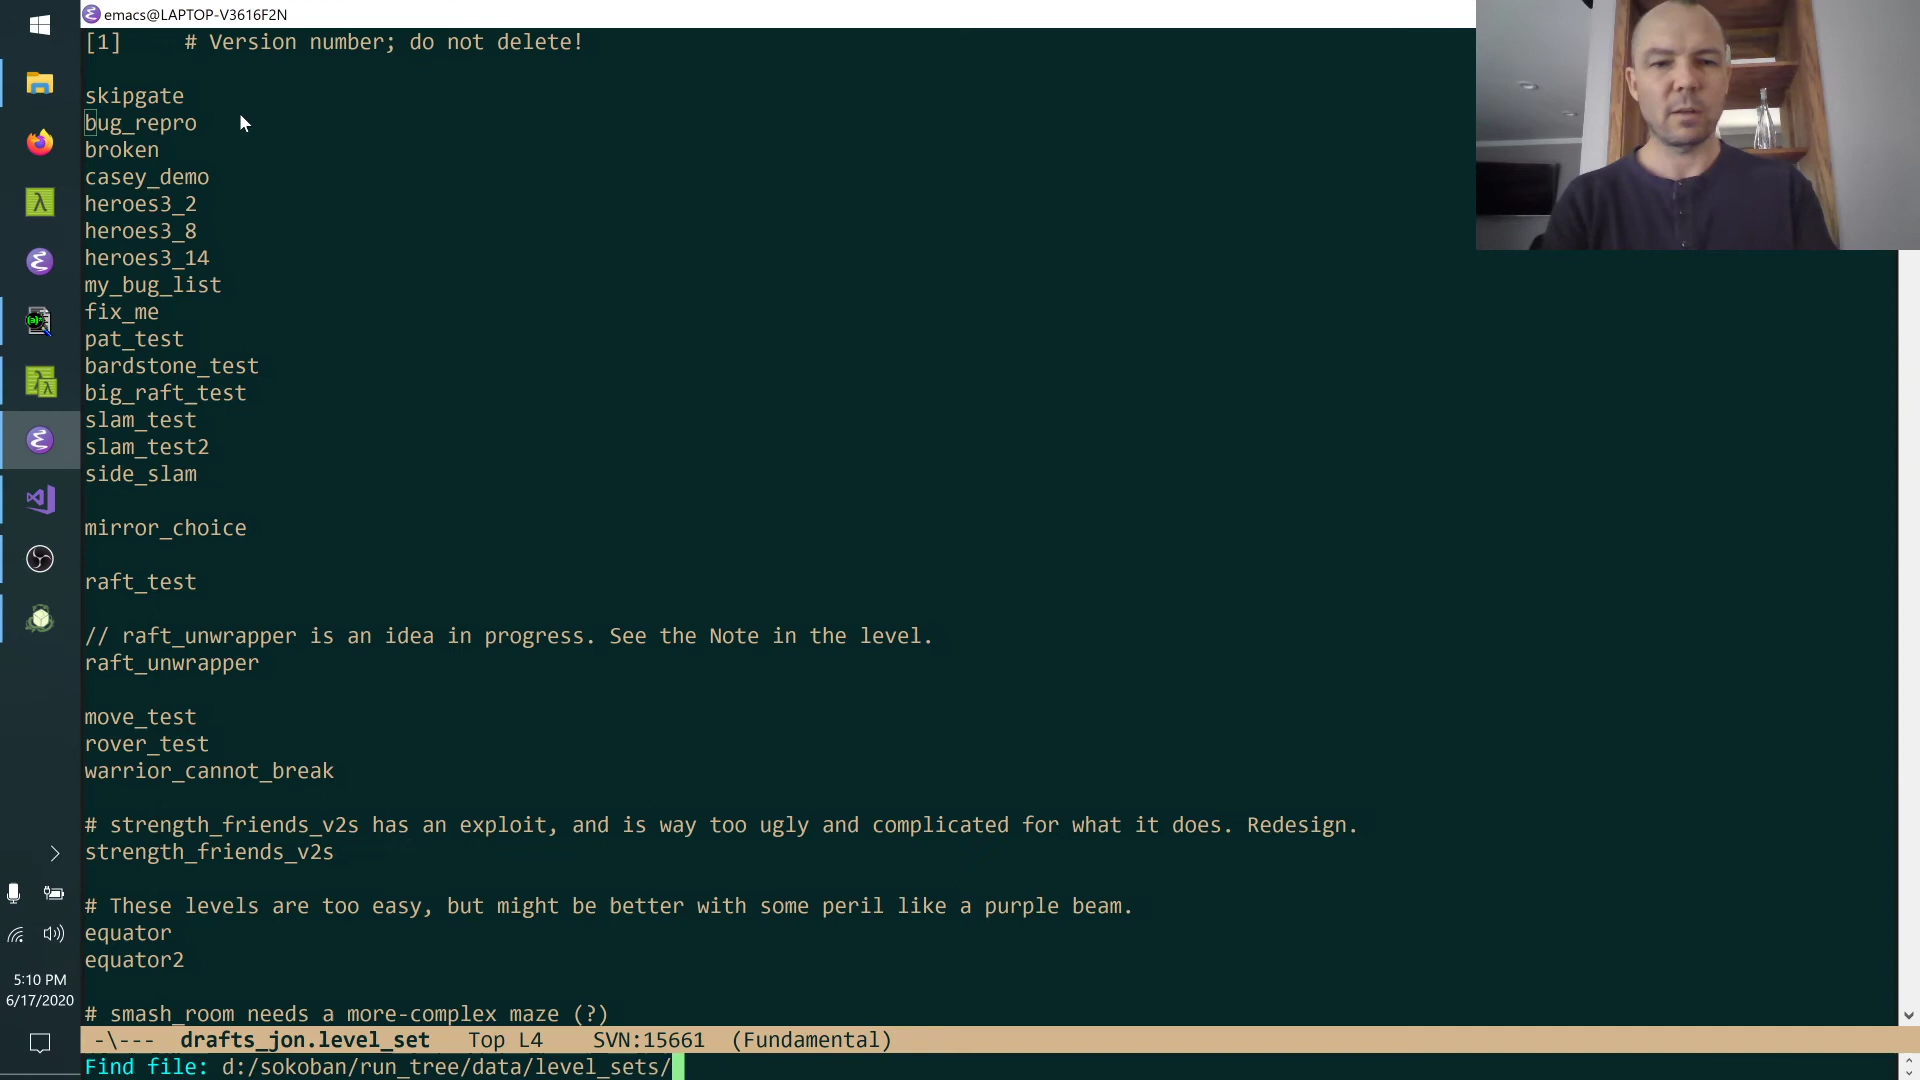 emacs@LAPTOP-V3616F2N
[1] # Version number; do not delete!
skipgate
bug_repro
broken
casey_demo
heroes3_2
heroes3_8
heroes3_14
my_bug_list
fix_me
pat_test
bardstone_test
big_raft_test
slam_test
slam_test2
side_slam
mirror_choice
raft_test
// raft_unwrapper is an idea in progress. See the Note in the level.
raft_unwrapper
move_test
rover_test
warrior_cannot_break
# strength_friends_v2s has an exploit, and is way too ugly and complicated for what it does. Redesign.
strength_friends_v2s
# These levels are too easy, but might be better with some peril like a purple beam.
equator
equator2
# smash_room needs a more-complex maze (?)
-\--- drafts_jon.level_set Top L4 SVN:15661 (Fundamental)
Find file: d:/sokoban/run_tree/data/level_sets/
5:10 PM
6/17/2020